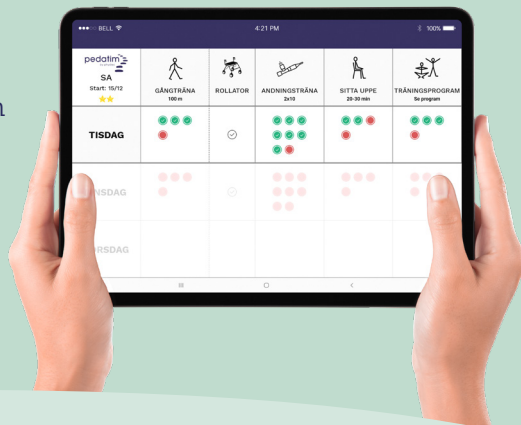 BELL
4:21 PM
100%
pedatim
SA
Start: 15/12
GÅNGTRÄNA
100 m
ROLLATOR
ANDNINGSTRÄNA
2x10
SITTA UPPE
20-30 min
TRÄNINGSPROGRAM
Se program
TISDAG
NSDAG
RSDAG